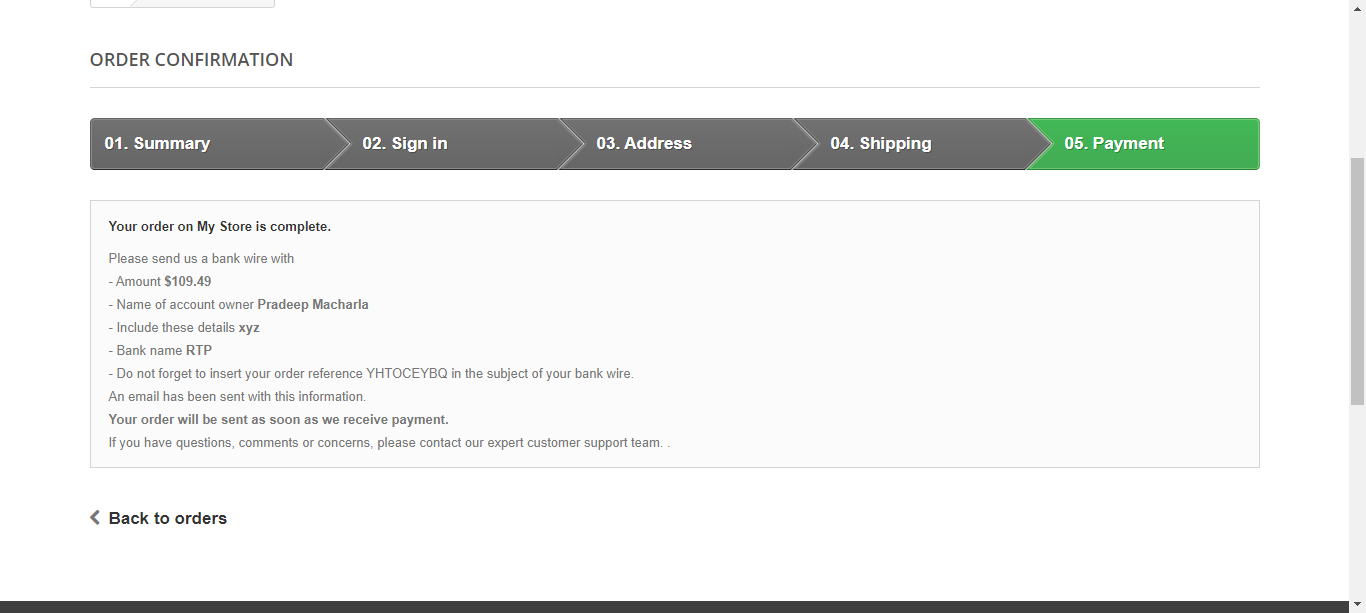 ORDER CONFIRMATION
01. Summary
02. Sign in
03. Address
04. Shipping
05. Payment
Your order on My Store is complete.
Please send us a bank wire with
- Amount $109.49
- Name of account owner Pradeep Macharla
- Include these details xyz
- Bank name RTP
- Do not forget to insert your order reference YHTOCEYBQ in the subject of your bank wire.
An email has been sent with this information.
Your order will be sent as soon as we receive payment.
If you have questions, comments or concerns, please contact our expert customer support team. .
Back to orders